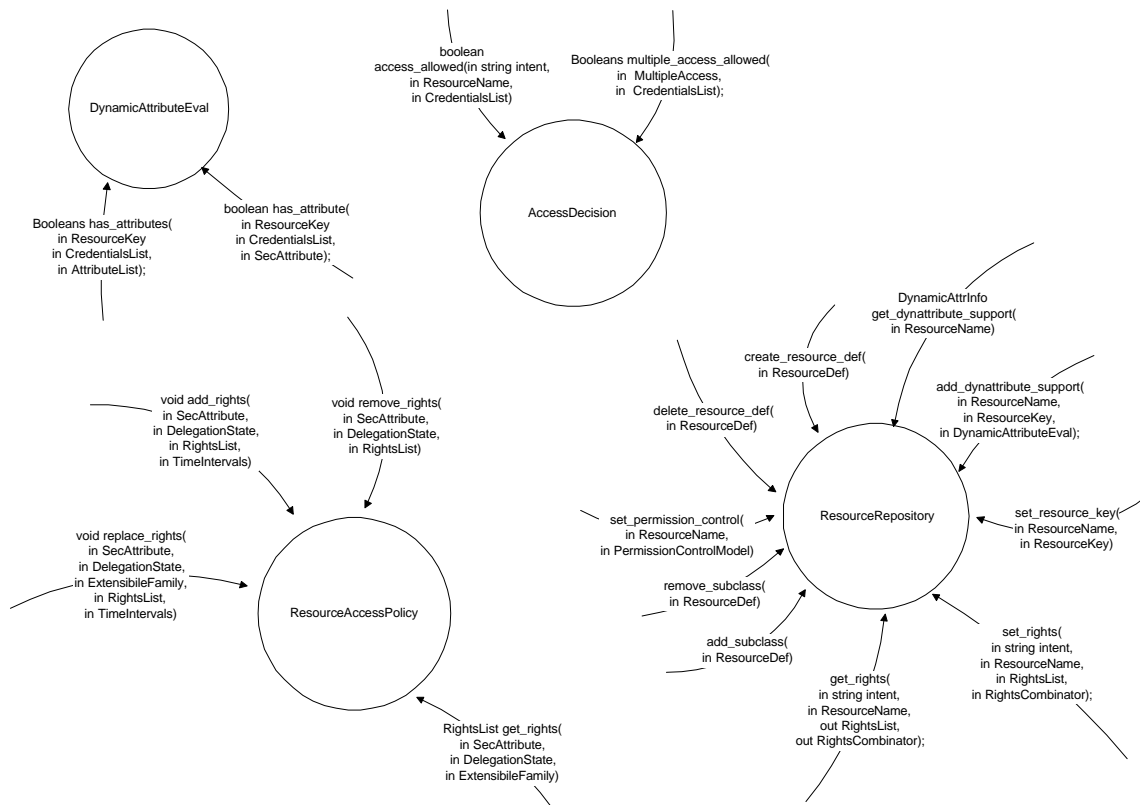 boolean
access_allowed(in string intent,
in ResourceName,
in CredentialsList)
Booleans multiple_access_allowed(
in  MultipleAccess,
in  CredentialsList);
DynamicAttributeEval
AccessDecision
Booleans has_attributes(
in ResourceKey
in CredentialsList,
in AttributeList);
boolean has_attribute(
in ResourceKey
in CredentialsList,
in SecAttribute);
DynamicAttrInfo
get_dynattribute_support(
in ResourceName)
create_resource_def(
in ResourceDef)
add_dynattribute_support(
in ResourceName,
in ResourceKey,
in DynamicAttributeEval);
delete_resource_def(
in ResourceDef)
void add_rights(
in SecAttribute,
in DelegationState,
in RightsList,
in TimeIntervals)
void remove_rights(
in SecAttribute,
in DelegationState,
in RightsList)
set_permission_control(
in ResourceName,
in PermissionControlModel)
ResourceRepository
set_resource_key(
in ResourceName,
in ResourceKey)
void replace_rights(
in SecAttribute,
in DelegationState,
in ExtensibileFamily,
in RightsList,
in TimeIntervals)
ResourceAccessPolicy
remove_subclass(
in ResourceDef)
add_subclass(
in ResourceDef)
set_rights(
in string intent,
in ResourceName,
in RightsList,
in RightsCombinator);
get_rights(
in string intent,
in ResourceName,
out RightsList,
out RightsCombinator);
RightsList get_rights(
in SecAttribute,
in DelegationState,
in ExtensibileFamily)